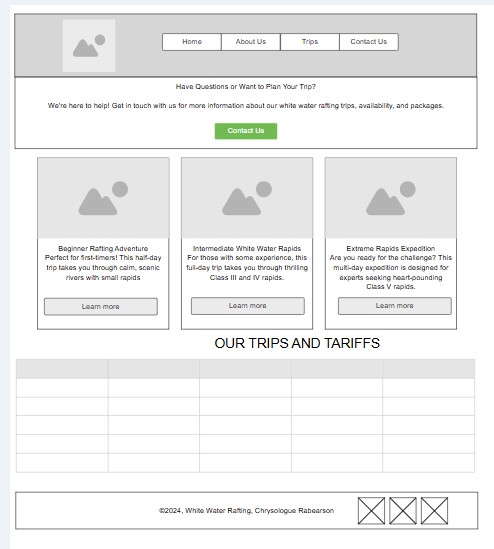 Home
About Us
Trips
Contact Us
Have Questions or Want to Plan Your Trip?
We're here to help! Get in touch with us for more information about our white water rafting trips, availability, and packages.
Contact Us
Beginner Rafting Adventure
Perfect for first-timers! This half-day
trip takes you through calm, scenic
rivers with small rapids
Learn more
Intermediate White Water Rapids
For those with some experience, this
full-day trip takes you through thrilling
Class III and IV rapids.
Learn more
Extreme Rapids Expedition
Are you ready for the challenge? This
multi-day expedition is designed for
experts seeking heart-pounding
Class V rapids.
Learn more
OUR TRIPS AND TARIFFS
©2024, White Water Rafting, Chrysologue Rabearson